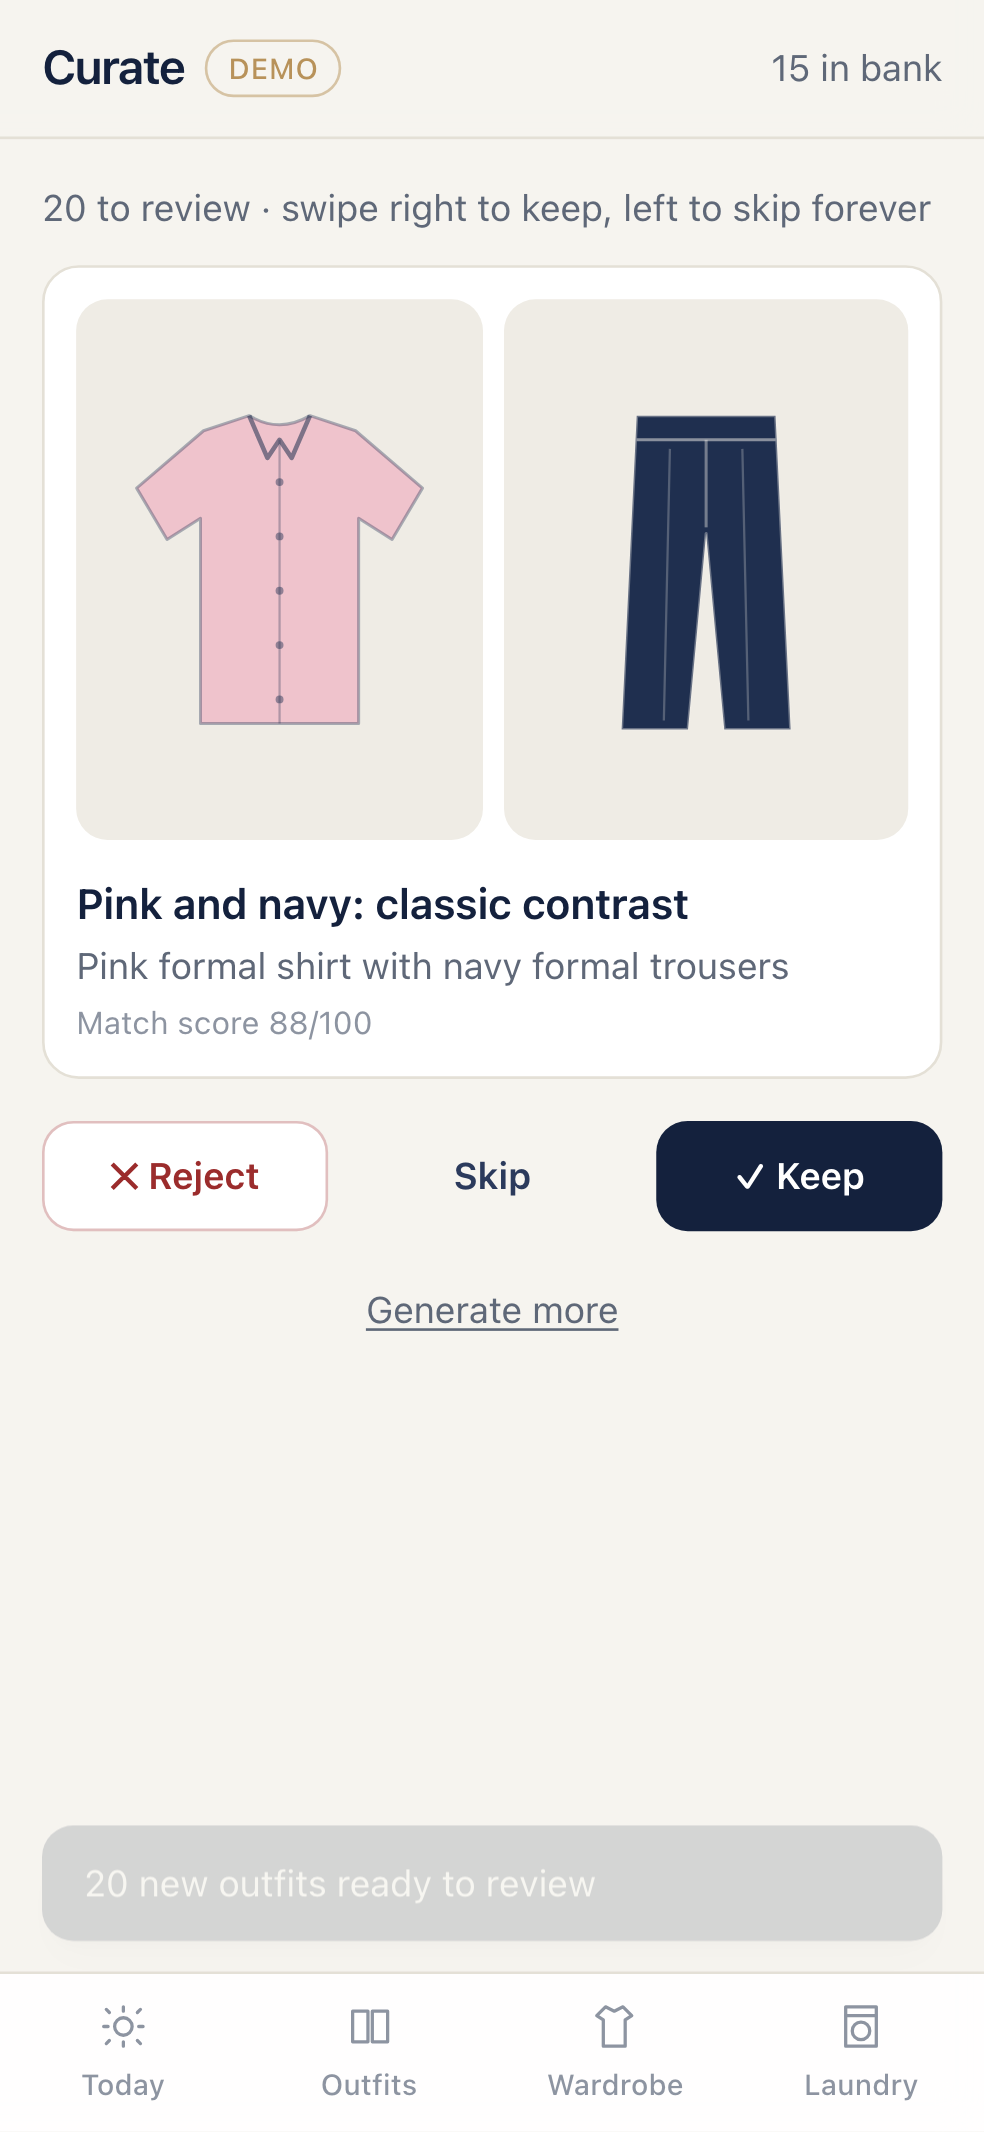 Curate DEMO 15 in bank
20 to review · swipe right to keep, left to skip forever
Pink and navy: classic contrast
Pink formal shirt with navy formal trousers
Match score 88/100
✕ Reject Skip ✓ Keep
Generate more
20 new outfits ready to review
Today Outfits Wardrobe Laundry